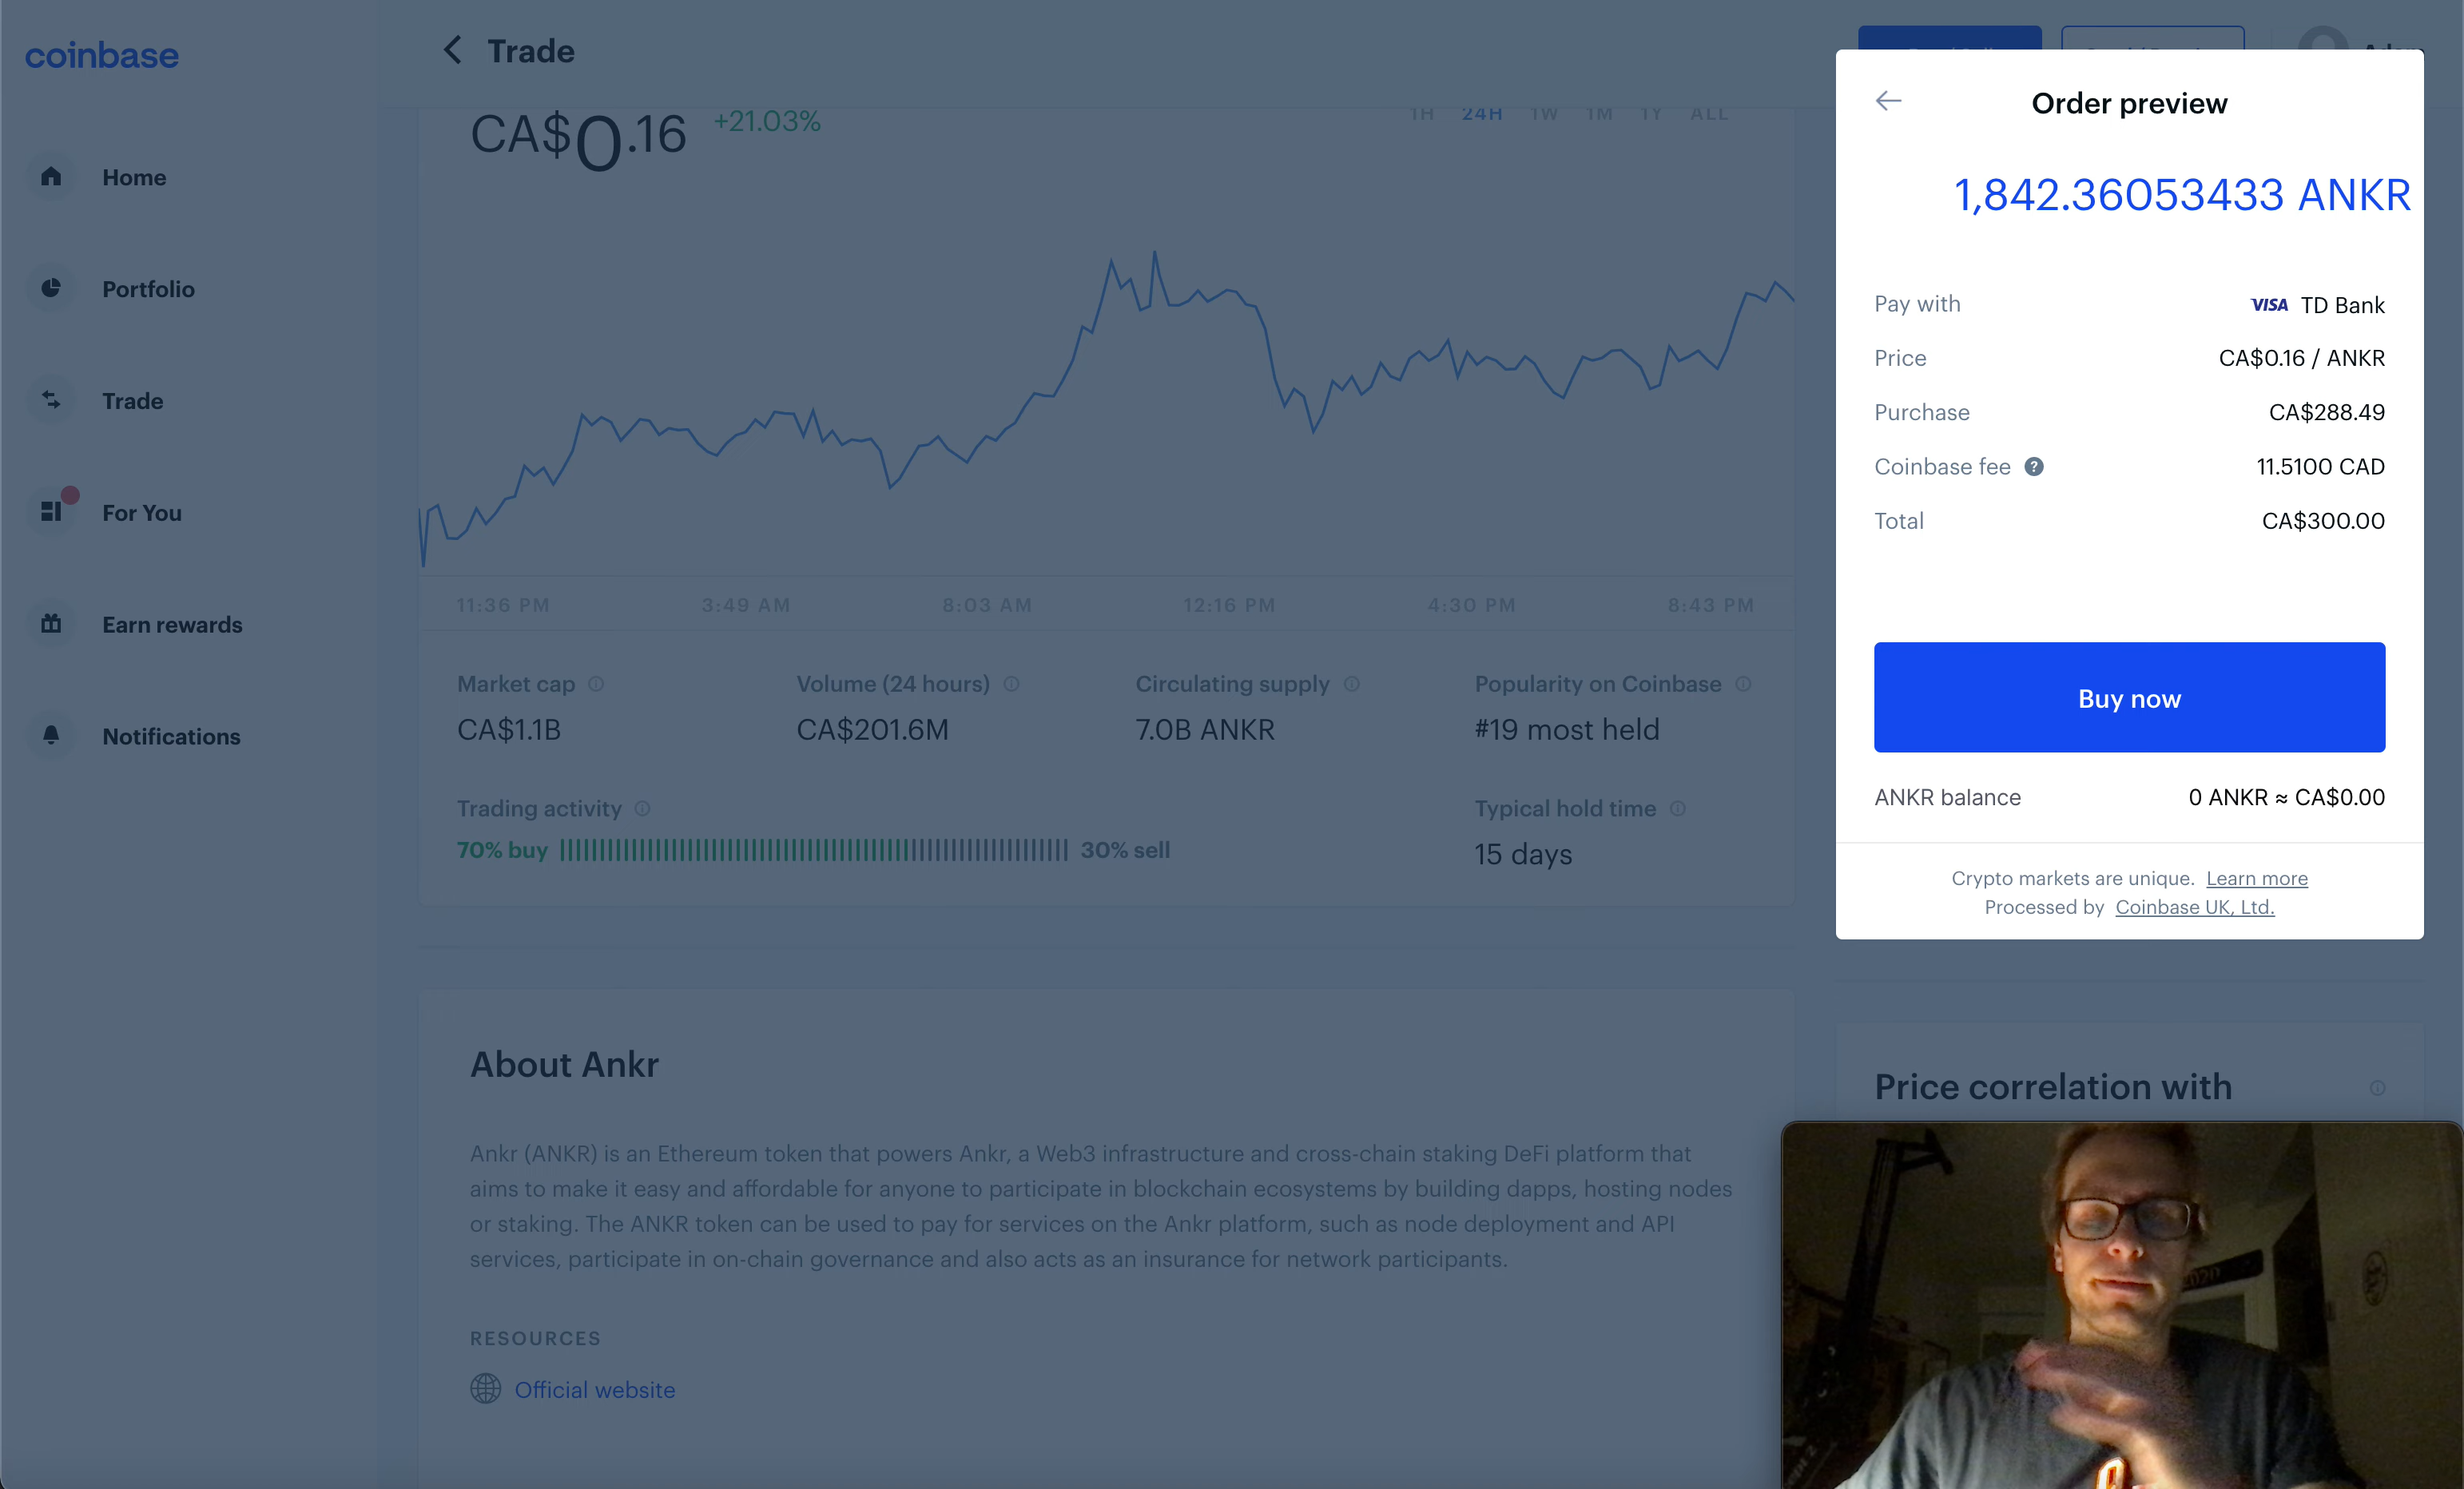 coinbase
Home
Portfolio
Trade
For You
Earn rewards
Notifications
Trade
CA$0.16 +21.03%
1H 24H 1W 1M 1Y ALL
11:36 PM 3:49 AM 8:03 AM 12:16 PM 4:30 PM 8:43 PM
Market cap Volume (24 hours) Circulating supply Popularity on Coinbase
CA$1.1B CA$201.6M 7.0B ANKR #19 most held
Trading activity Typical hold time
70% buy 30% sell 15 days
About Ankr
Ankr (ANKR) is an Ethereum token that powers Ankr, a Web3 infrastructure and cross-chain staking DeFi platform that
aims to make it easy and affordable for anyone to participate in blockchain ecosystems by building dapps, hosting nodes
or staking. The ANKR token can be used to pay for services on the Ankr platform, such as node deployment and API
services, participate in on-chain governance and also acts as an insurance for network participants.
RESOURCES
Official website
Order preview
1,842.36053433 ANKR
Pay with VISA TD Bank
Price CA$0.16 / ANKR
Purchase CA$288.49
Coinbase fee ? 11.5100 CAD
Total CA$300.00
Buy now
ANKR balance 0 ANKR ≈ CA$0.00
Crypto markets are unique. Learn more
Processed by Coinbase UK, Ltd.
Price correlation with